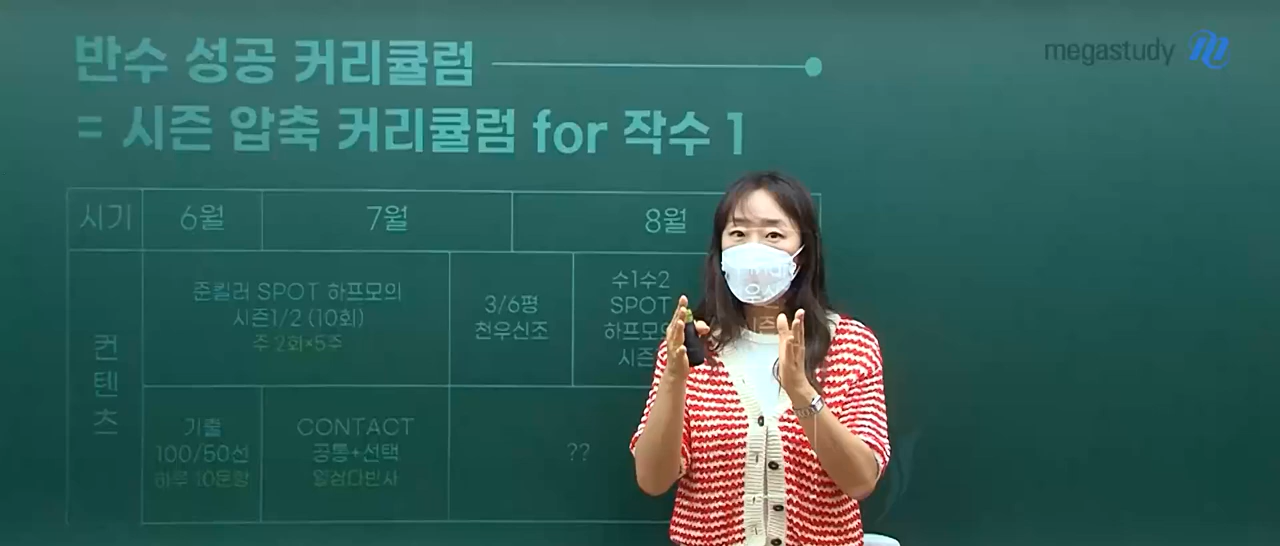 반수 성공 커리큘럼
megastudy
= 시즌 압축 커리큘럼 for 작수 1
시기
6월
7월
8월
컨텐츠
준킬러 SPOT 하프모의
시즌1/2 (10회)
주 2회×5주
3/6평
천우신조
수1수2
SPOT
하프모의
시즌
기출
100/50선
하루 10문항
CONTACT
공통+선택
일삼다반사
??